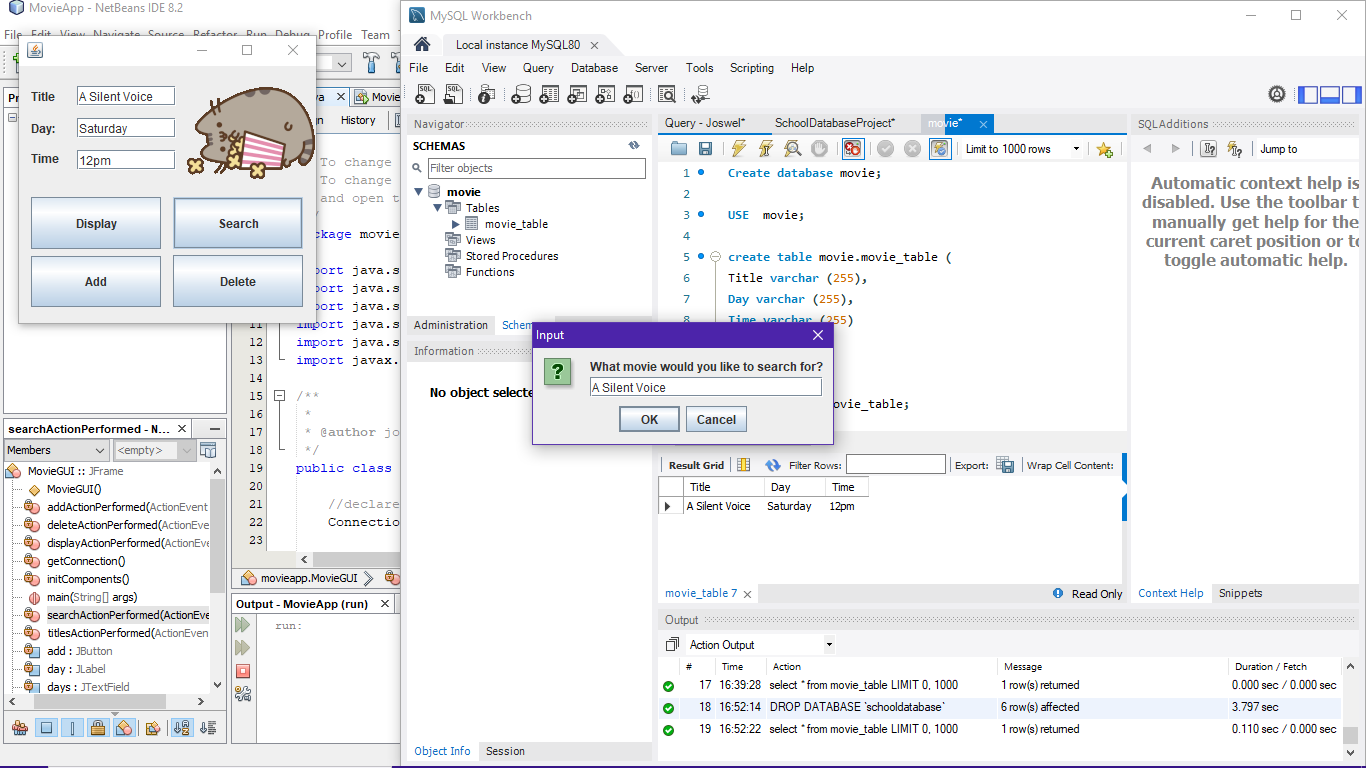 MovieApp - NetBeans IDE 8.2
File Edit View Navigate Source Refactor Run Debug Profile Team
Title A Silent Voice
Day: Saturday
Time 12pm
Display Search
Add Delete
Movie
History
To change
To change
and open t
kage movie
port java.s
port java.s
port java.s
11 import java.s
12 import java.s
13 import javax.
14
15 /**
16 *
17 * @author jo
18 */
19 public class
20
21 //declare
22 Connection
23
searchActionPerformed - N...
Members <empty>
MovieGUI :: JFrame
MovieGUI()
addActionPerformed(ActionEvent
deleteActionPerformed(ActionEve
displayActionPerformed(ActionEve
getConnection()
initComponents()
main(String[] args)
searchActionPerformed(ActionEve
titlesActionPerformed(ActionEven
add : JButton
day : JLabel
days : JTextField
movieapp.MovieGUI
Output - MovieApp (run)
run:
MySQL Workbench
Local instance MySQL80
File Edit View Query Database Server Tools Scripting Help
Navigator
SCHEMAS
Filter objects
movie
Tables
movie_table
Views
Stored Procedures
Functions
Administration Schem
Information
No object selecte
Object Info Session
Query - Joswel* SchoolDatabaseProject* movie*
Limit to 1000 rows
1 Create database movie;
2
3 USE movie;
4
5 create table movie.movie_table (
6 Title varchar (255),
7 Day varchar (255),
8 Time varchar (255)
ovie_table;
Input
What movie would you like to search for?
A Silent Voice
OK Cancel
Result Grid Filter Rows: Export: Wrap Cell Content:
Title Day Time
A Silent Voice Saturday 12pm
movie_table 7 Read Only
SQLAdditions
Jump to
Automatic context help is
disabled. Use the toolbar t
manually get help for the
current caret position or to
toggle automatic help.
Context Help Snippets
Output
Action Output
# Time Action Message Duration / Fetch
17 16:39:28 select * from movie_table LIMIT 0, 1000 1 row(s) returned 0.000 sec / 0.000 sec
18 16:52:14 DROP DATABASE `schooldatabase` 6 row(s) affected 3.797 sec
19 16:52:22 select * from movie_table LIMIT 0, 1000 1 row(s) returned 0.110 sec / 0.000 sec